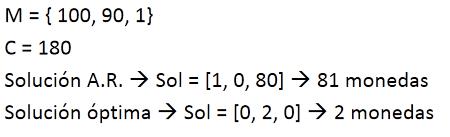 M = { 100, 90, 1}
C = 180
Solución A.R. → Sol = [1, 0, 80] → 81 monedas
Solución óptima → Sol = [0, 2, 0] → 2 monedas